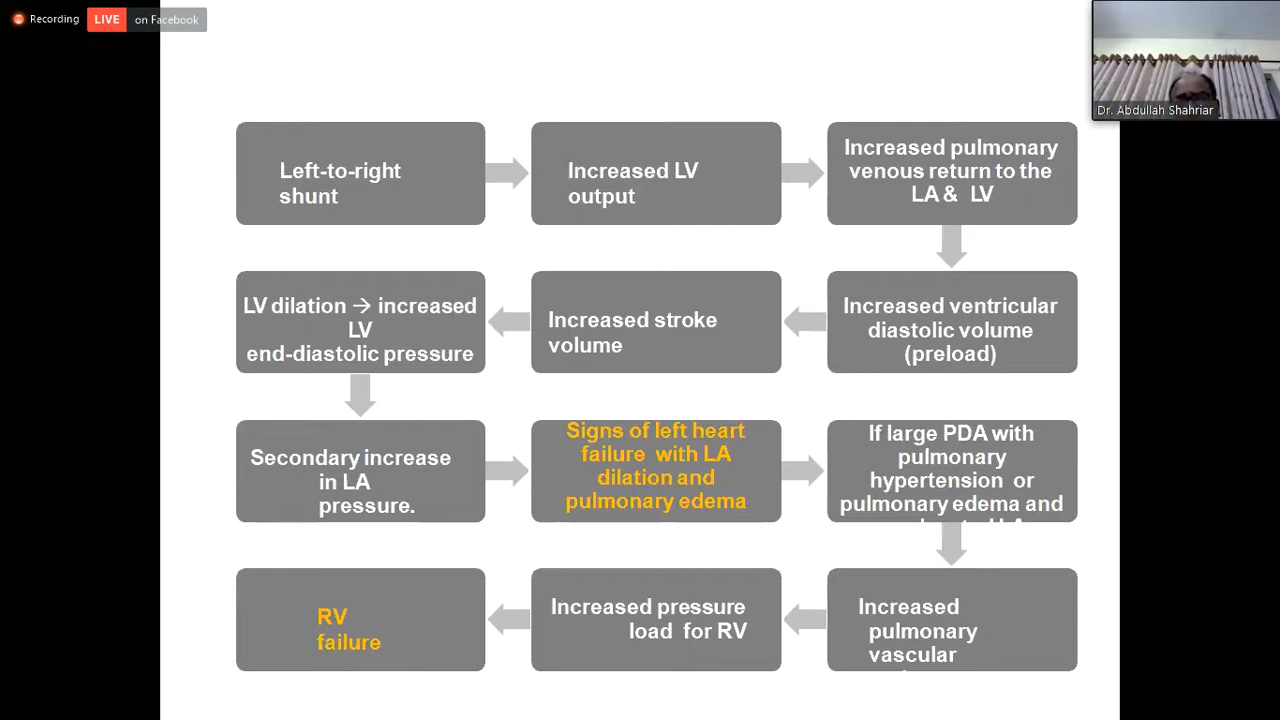 Recording
LIVE on Facebook
Dr. Abdullah Shahriar
Left-to-right
shunt
Increased LV
output
Increased pulmonary
venous return to the
LA & LV
Increased ventricular
diastolic volume
(preload)
Increased stroke
volume
LV dilation → increased
LV
end-diastolic pressure
Secondary increase
in LA
pressure.
Signs of left heart
failure with LA
dilation and
pulmonary edema
If large PDA with
pulmonary
hypertension or
pulmonary edema and
Increased
pulmonary
vascular
Increased pressure
load for RV
RV
failure